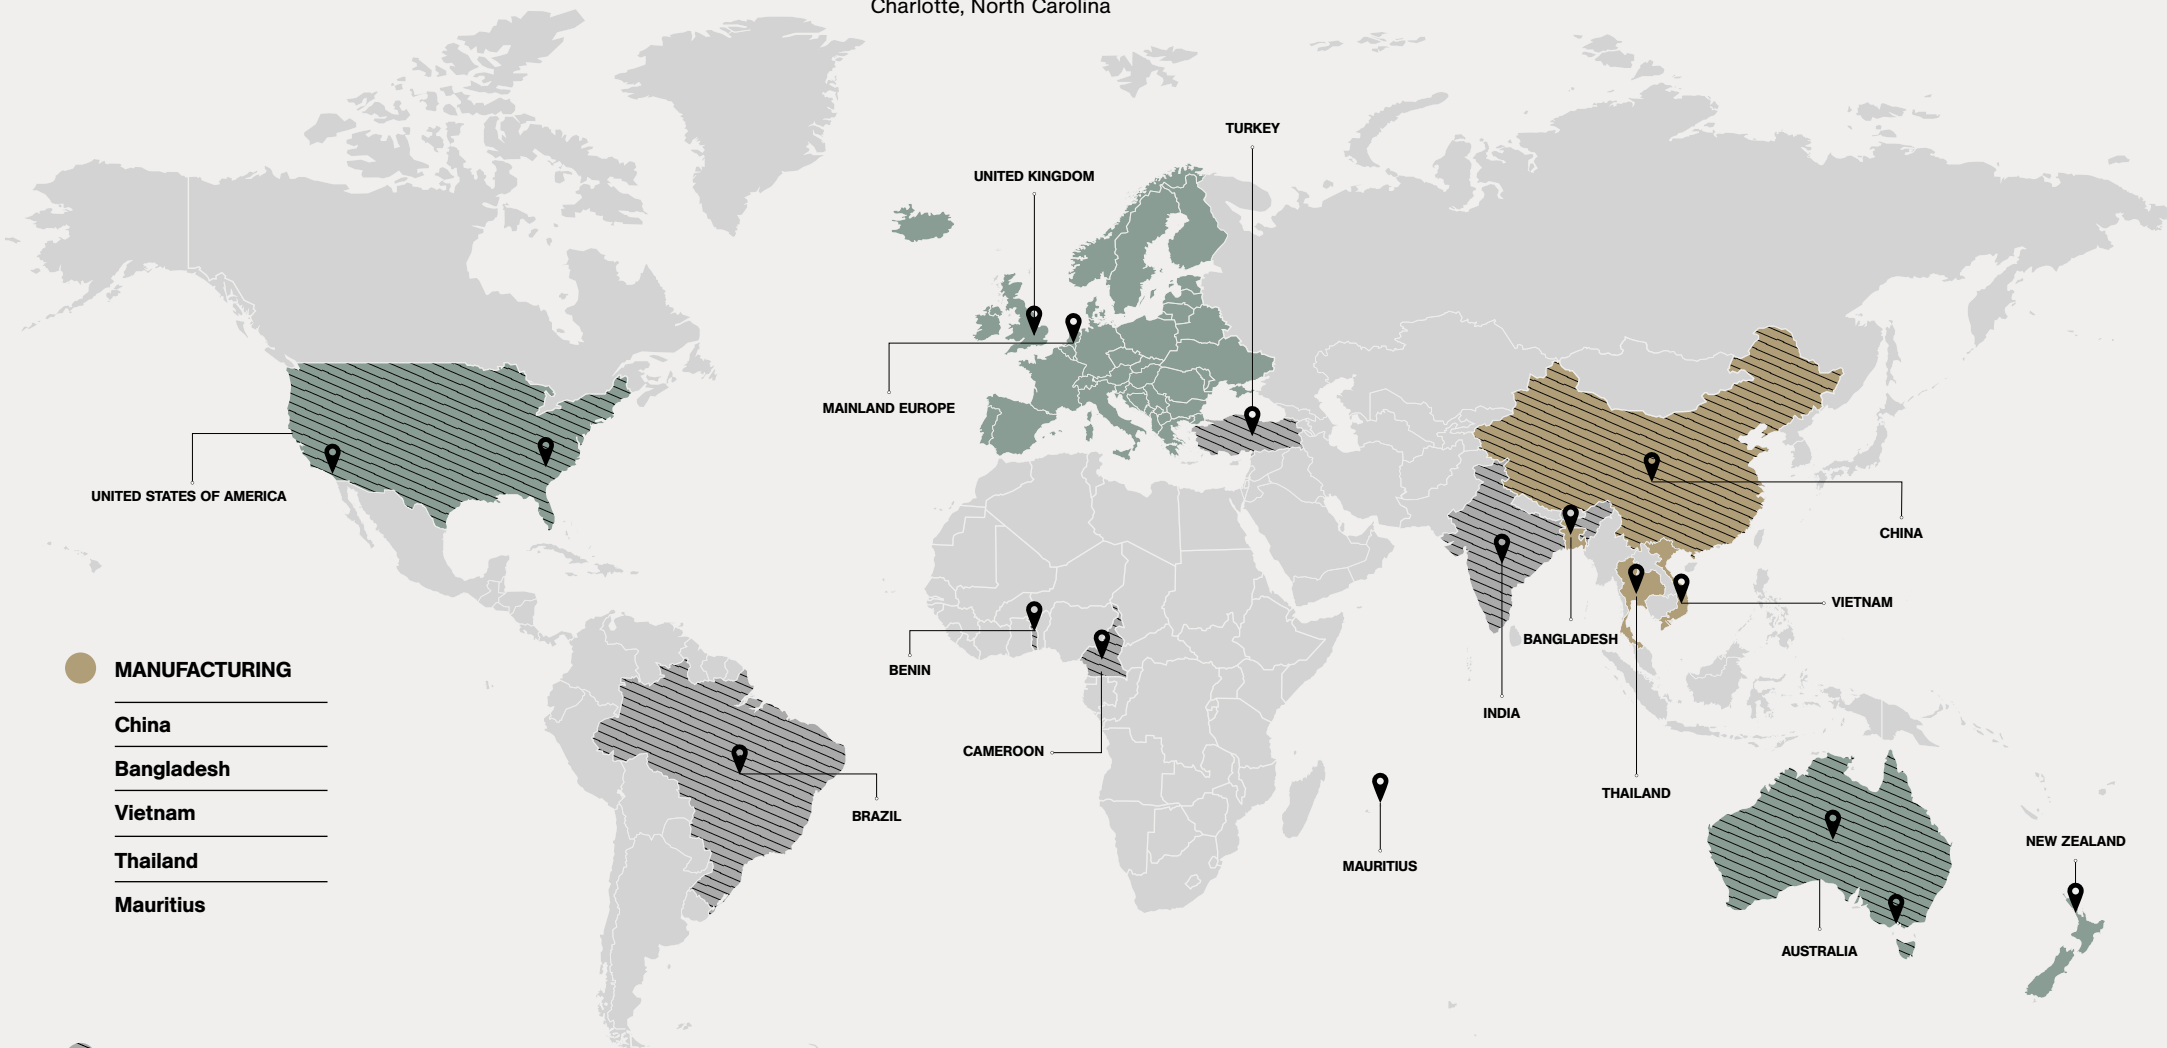 Charlotte, North Carolina
TURKEY
UNITED KINGDOM
MAINLAND EUROPE
UNITED STATES OF AMERICA
CHINA
VIETNAM
BANGLADESH
BENIN
INDIA
CAMEROON
THAILAND
BRAZIL
MAURITIUS
NEW ZEALAND
AUSTRALIA
MANUFACTURING
China
Bangladesh
Vietnam
Thailand
Mauritius